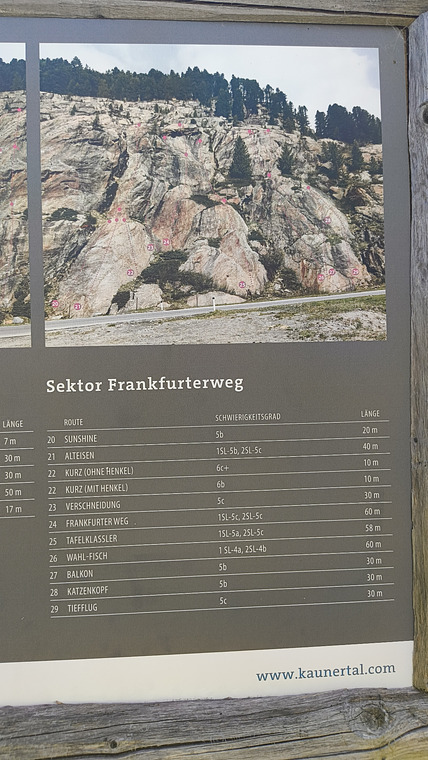 LÄNGE
7 m
30 m
30 m
50 m
17 m
Sektor Frankfurterweg
ROUTE SCHWIERIGKEITSGRAD LÄNGE
20 SUNSHINE 5b 20 m
21 ALTEISEN 1SL-5b, 2SL-5c 40 m
22 KURZ (OHNE HENKEL) 6c+ 10 m
22 KURZ (MIT HENKEL) 6b 10 m
23 VERSCHNEIDUNG 5c 30 m
24 FRANKFURTER WEG 1SL-5c, 2SL-5c 60 m
25 TAFELKLASSLER 1SL-5a, 2SL-5c 58 m
26 WAHL-FISCH 1 SL-4a, 2SL-4b 60 m
27 BALKON 5b 30 m
28 KATZENKOPF 5b 30 m
29 TIEFFLUG 5c 30 m
www.kaunertal.com